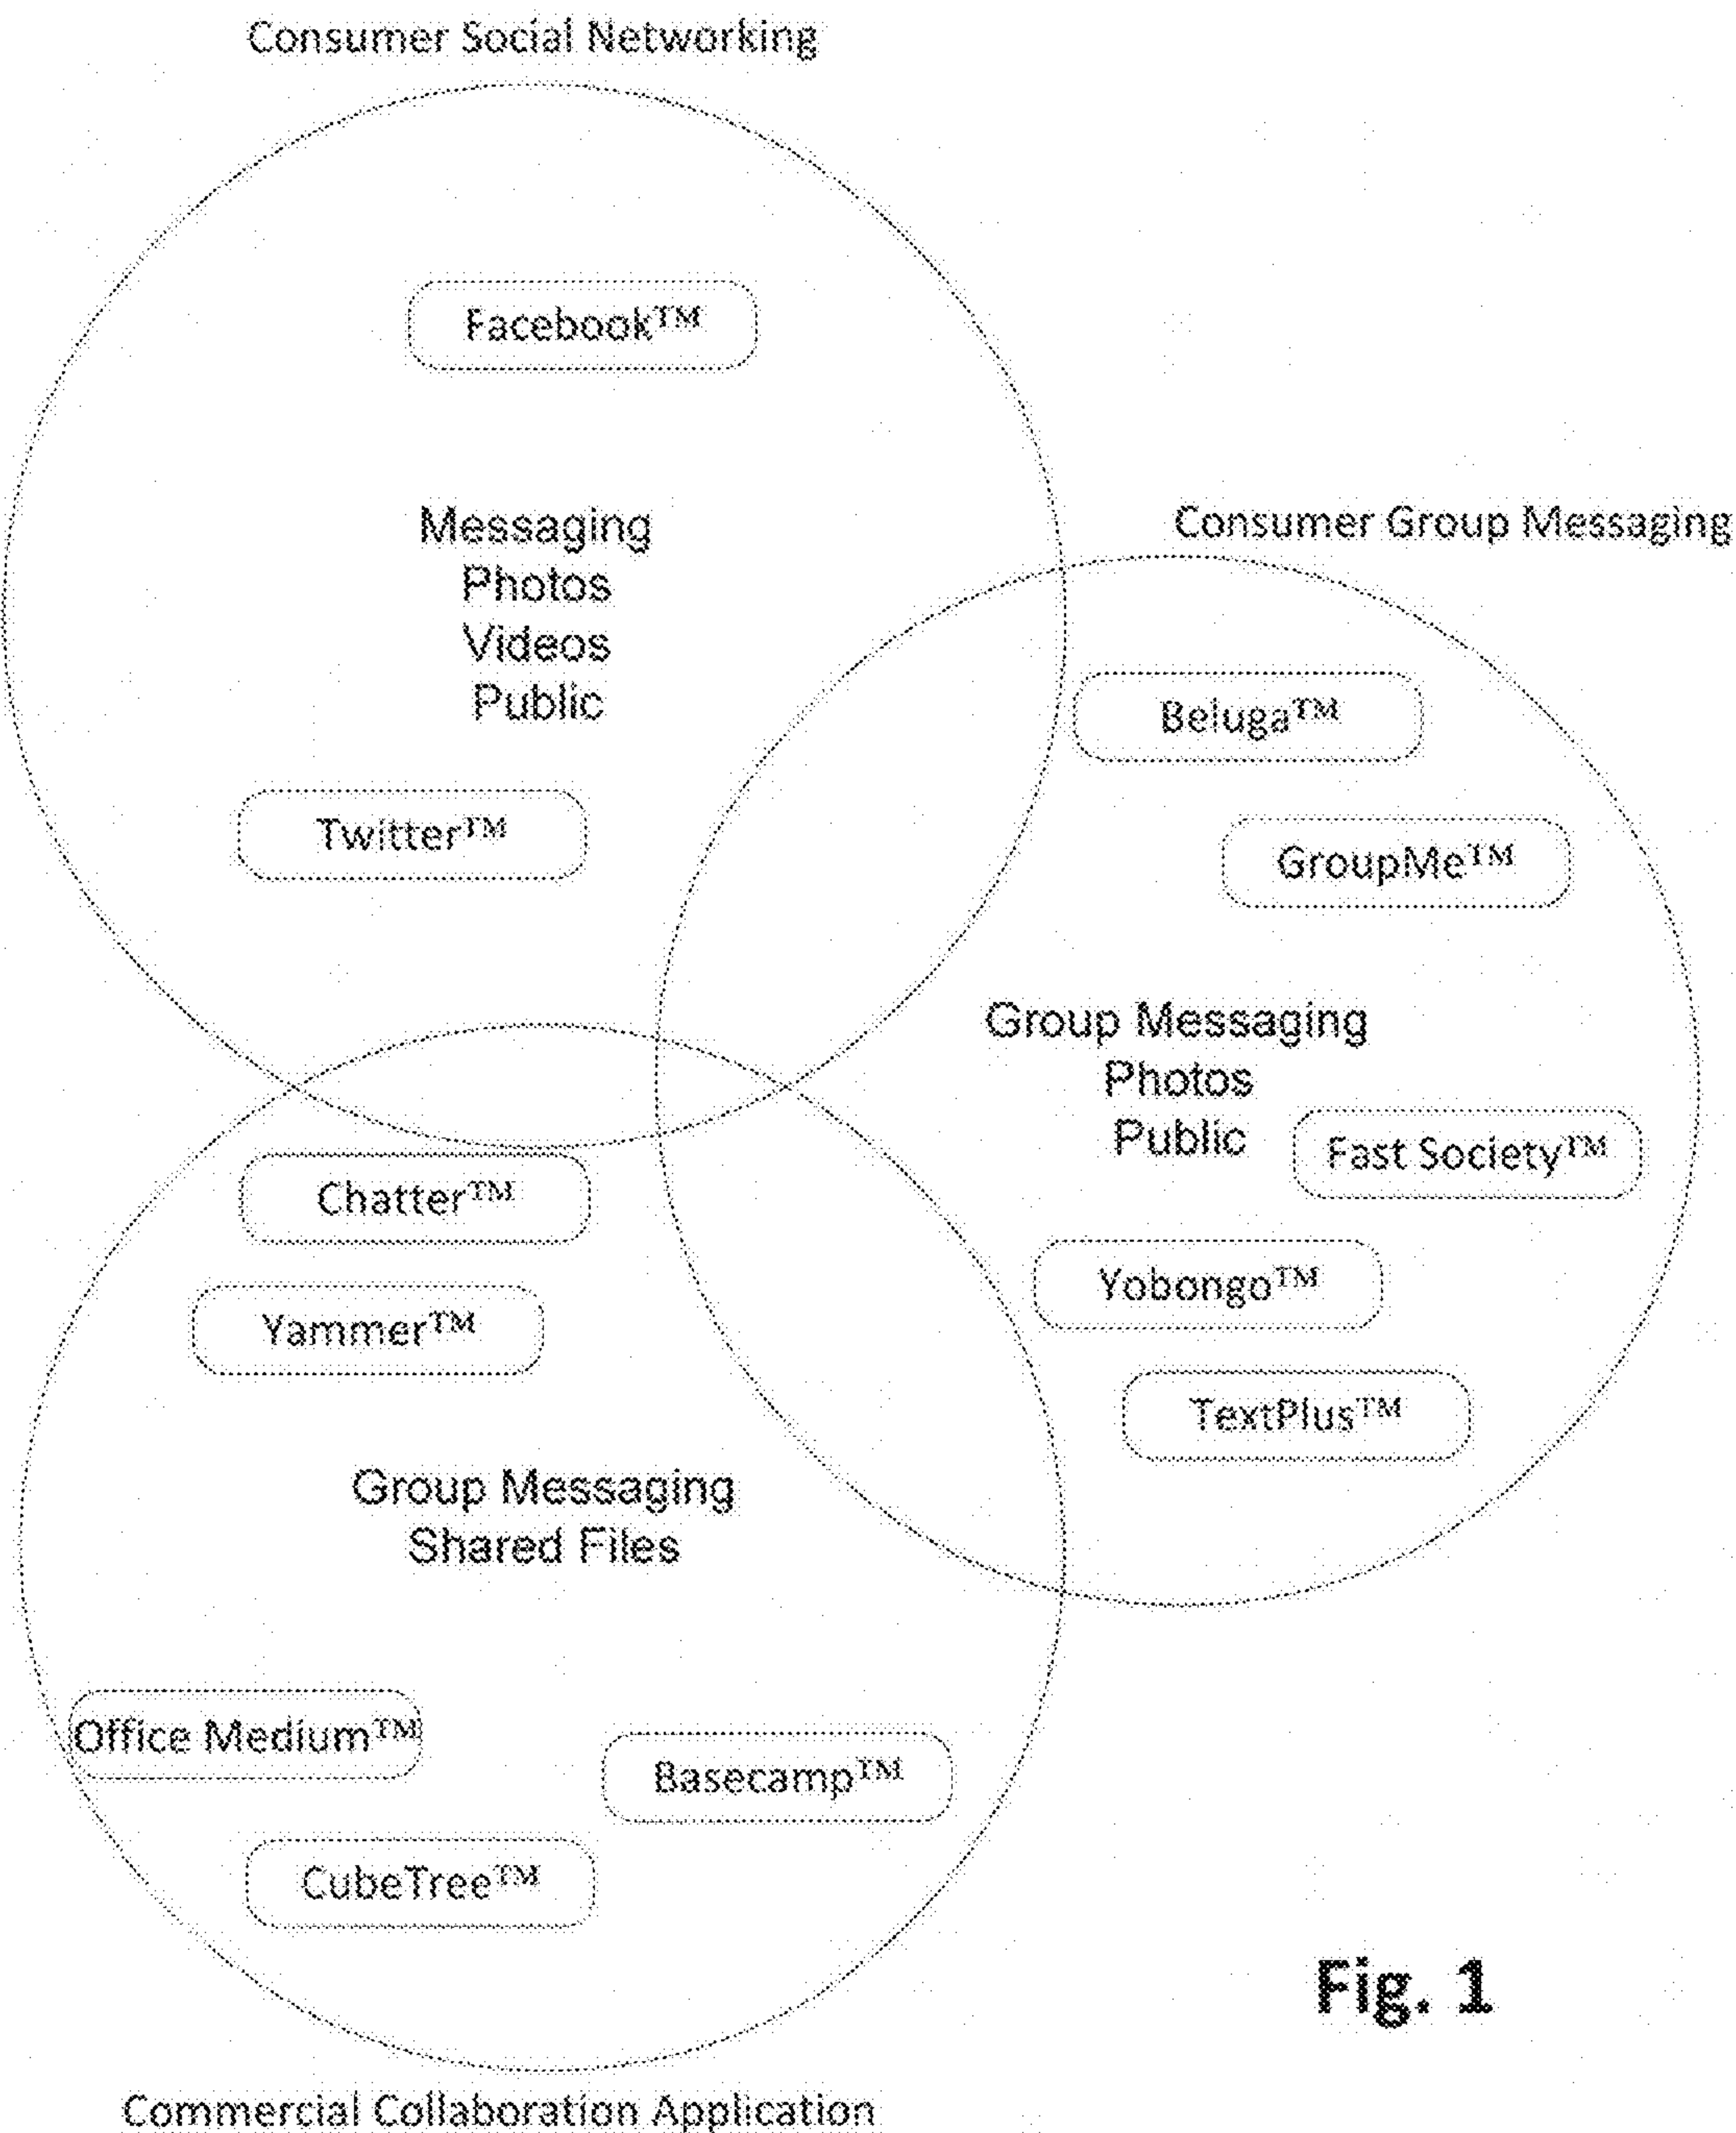 Consumer Social Networking
Facebook™
Messaging
Photos
Videos
Public
Twitter™
Consumer Group Messaging
Beluga™
GroupMe™
Group Messaging
Photos
Public
Fast Society™
Yobongo™
TextPlus™
Chatter™
Yammer™
Group Messaging
Shared Files
Office Medium™
Basecamp™
CubeTree™
Commercial Collaboration Application
Fig. 1